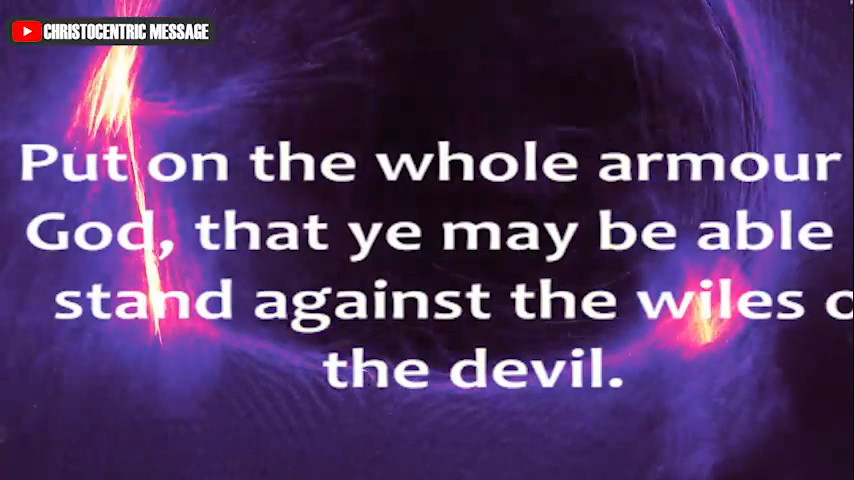 CHRISTOCENTRIC MESSAGE
Put on the whole armour
God, that ye may be able
stand against the wiles o
the devil.